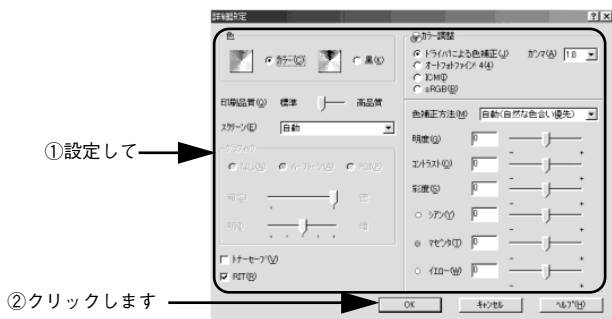 詳細設定
色
カラー(C)
黒(K)
印刷品質(Q) 標準 高品質
スクリーン(E) 自動
グラフィック
なし(N)
トナーセーブ(V)
RIT(R)
カラー調整
ドライバによる色補正(J) ガンマ(A) 1.8
オートフォトファイン!4(4)
ICM(I)
sRGB(B)
色補正方法(M) 自動(自然な色合い優先)
明度(G) 0
- +
コントラスト(O) 0
- +
彩度(S) 0
- +
シアン(Y) 0
- +
マゼンタ(T) 0
- +
イエロー(W) 0
- +
①設定して
②クリックします
OK キャンセル ヘルプ(H)